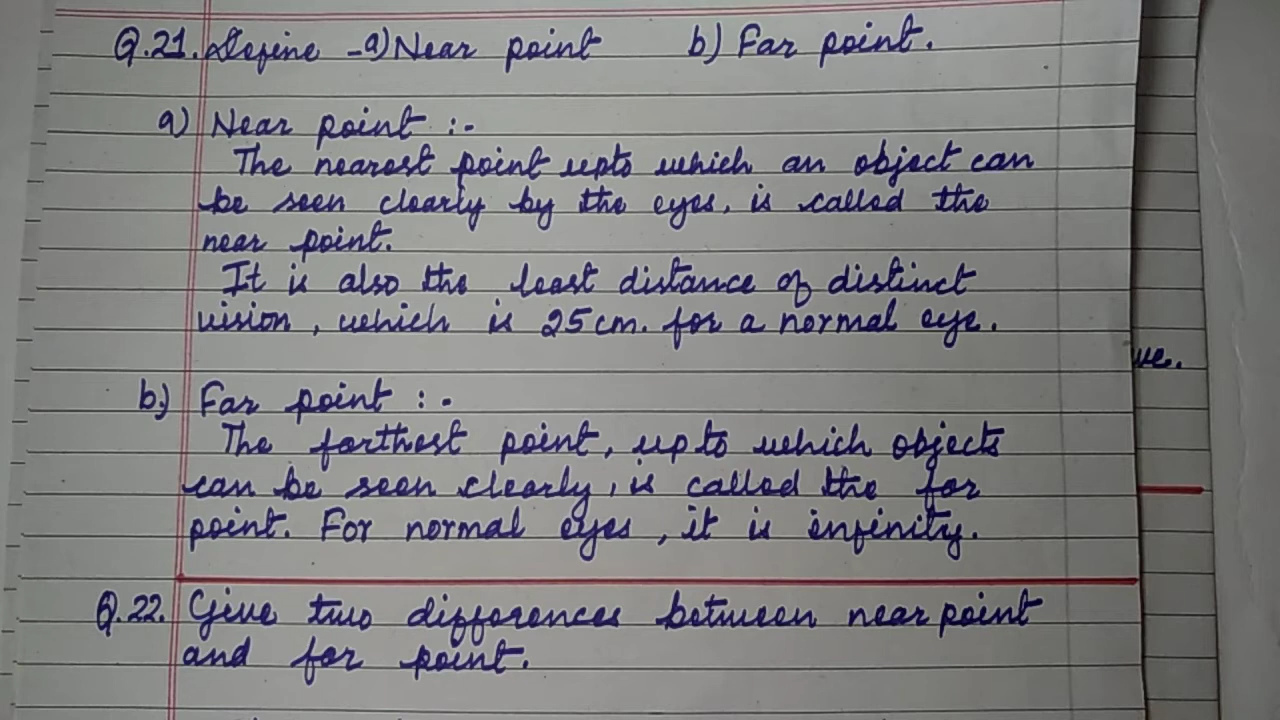 Q.21. Define -a) Near point b) Far point.
a) Near point :-
The nearest point upto which an object can
be seen clearly by the eyes, is called the
near point.
It is also the least distance of distinct
vision, which is 25 cm. for a normal eye.
b.) Far point :-
The farthest point, upto which objects
can be seen clearly, is called the far
point. For normal eyes, it is infinity.
Q.22. Give two differences between near point
and far point.